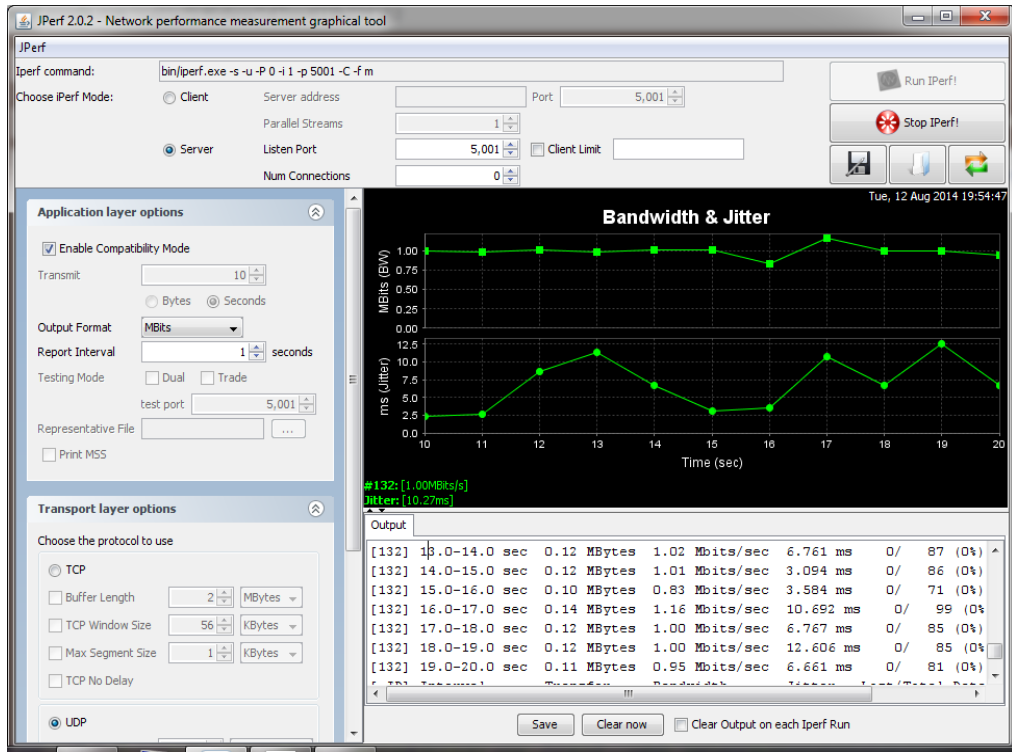 JPerf 2.0.2 - Network performance measurement graphical tool
JPerf
Iperf command: bin/iperf.exe -s -u -P 0 -i 1 -p 5001 -C -f m
Run IPerf!
Choose iPerf Mode: Client Server address Port 5,001
Parallel Streams 1
Stop IPerf!
Server Listen Port 5,001 Client Limit
Num Connections 0
Application layer options
Enable Compatibility Mode
Transmit 10
Bytes Seconds
Output Format MBits
Report Interval 1 seconds
Testing Mode Dual Trade
test port 5,001
Representative File ...
Print MSS
Transport layer options
Choose the protocol to use
TCP
Buffer Length 2 MBytes
TCP Window Size 56 KBytes
Max Segment Size 1 KBytes
TCP No Delay
UDP
Tue, 12 Aug 2014 19:54:47
Bandwidth & Jitter
MBits (BW)
1.00
0.75
0.50
0.25
0.00
ms (Jitter)
12.5
10.0
7.5
5.0
2.5
0.0
10 11 12 13 14 15 16 17 18 19 20
Time (sec)
#132: [1.00MBits/s]
Jitter: [10.27ms]
Output
[132] 13.0-14.0 sec 0.12 MBytes 1.02 Mbits/sec 6.761 ms 0/ 87 (0%)
[132] 14.0-15.0 sec 0.12 MBytes 1.01 Mbits/sec 3.094 ms 0/ 86 (0%)
[132] 15.0-16.0 sec 0.10 MBytes 0.83 Mbits/sec 3.584 ms 0/ 71 (0%)
[132] 16.0-17.0 sec 0.14 MBytes 1.16 Mbits/sec 10.692 ms 0/ 99 (0%
[132] 17.0-18.0 sec 0.12 MBytes 1.00 Mbits/sec 6.767 ms 0/ 85 (0%)
[132] 18.0-19.0 sec 0.12 MBytes 1.00 Mbits/sec 12.606 ms 0/ 85 (0%
[132] 19.0-20.0 sec 0.11 MBytes 0.95 Mbits/sec 6.661 ms 0/ 81 (0%)
Save Clear now Clear Output on each Iperf Run